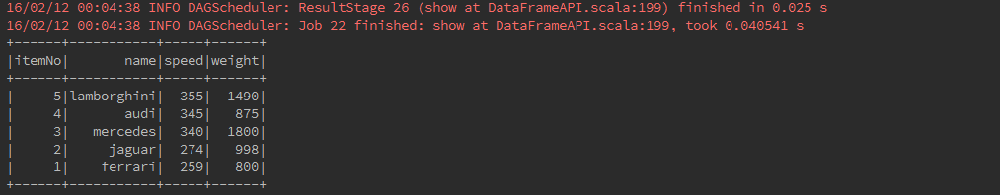 16/02/12 00:04:38 INFO DAGScheduler: ResultStage 26 (show at DataFrameAPI.scala:199) finished in 0.025 s
16/02/12 00:04:38 INFO DAGScheduler: Job 22 finished: show at DataFrameAPI.scala:199, took 0.040541 s
+------+-----------+-----+------+
|itemNo|       name|speed|weight|
+------+-----------+-----+------+
|     5|lamborghini|  355|  1490|
|     4|       audi|  345|   875|
|     3|   mercedes|  340|  1800|
|     2|     jaguar|  274|   998|
|     1|    ferrari|  259|   800|
+------+-----------+-----+------+